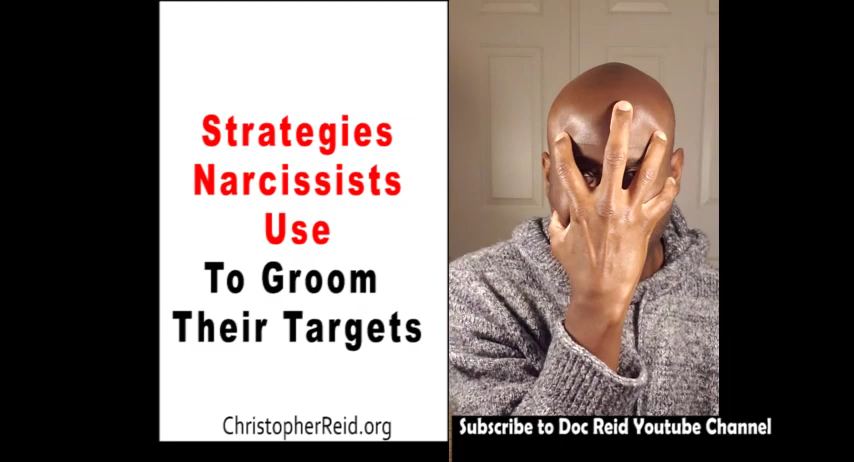 Strategies
Narcissists
Use
To Groom
Their Targets
ChristopherReid.org
Subscribe to Doc Reid Youtube Channel